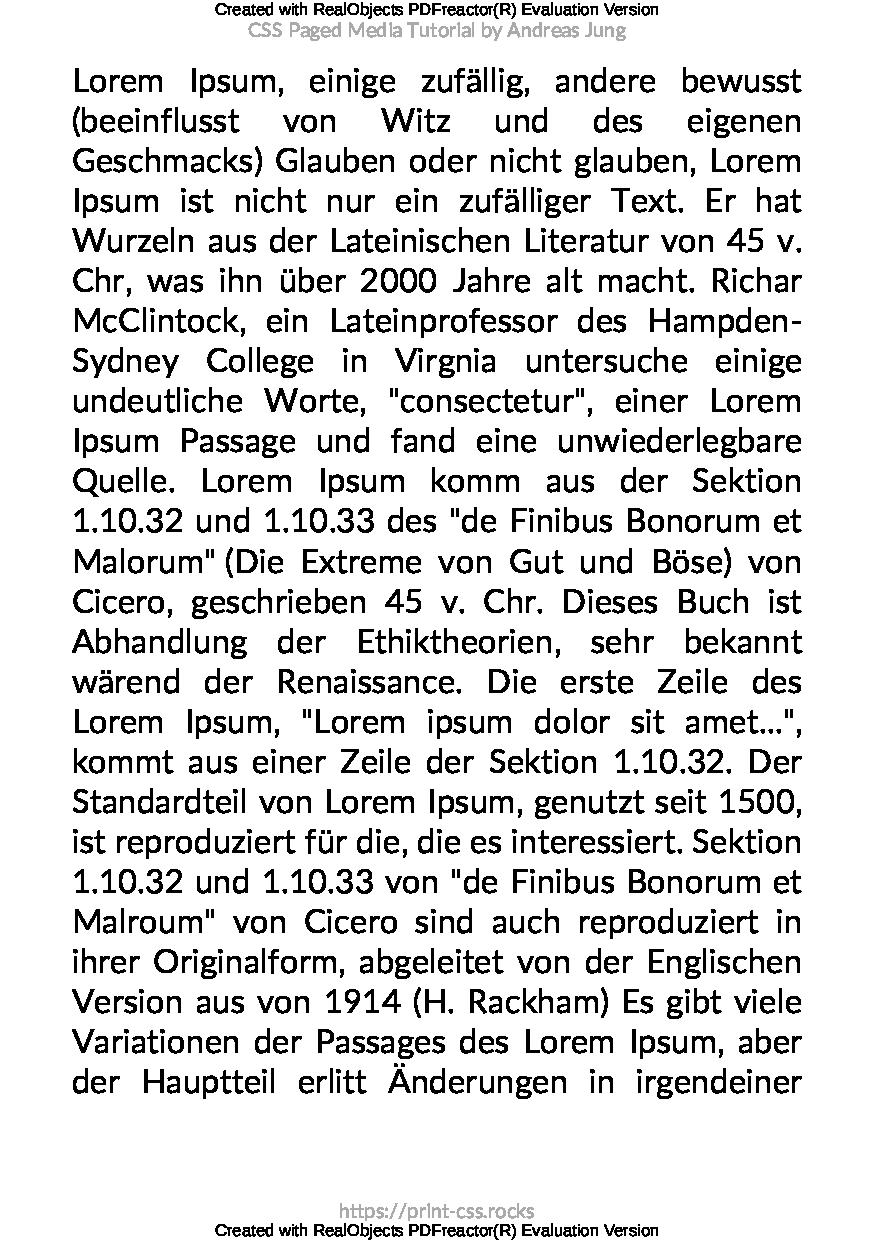 Created with RealObjects PDFreactor(R) Evaluation Version
CSS Paged Media Tutorial by Andreas Jung
Lorem Ipsum, einige zufällig, andere bewusst
(beeinflusst von Witz und des eigenen
Geschmacks) Glauben oder nicht glauben, Lorem
Ipsum ist nicht nur ein zufälliger Text. Er hat
Wurzeln aus der Lateinischen Literatur von 45 v.
Chr, was ihn über 2000 Jahre alt macht. Richar
McClintock, ein Lateinprofessor des Hampden-
Sydney College in Virgnia untersuche einige
undeutliche Worte, "consectetur", einer Lorem
Ipsum Passage und fand eine unwiederlegbare
Quelle. Lorem Ipsum komm aus der Sektion
1.10.32 und 1.10.33 des "de Finibus Bonorum et
Malorum" (Die Extreme von Gut und Böse) von
Cicero, geschrieben 45 v. Chr. Dieses Buch ist
Abhandlung der Ethiktheorien, sehr bekannt
wärend der Renaissance. Die erste Zeile des
Lorem Ipsum, "Lorem ipsum dolor sit amet...",
kommt aus einer Zeile der Sektion 1.10.32. Der
Standardteil von Lorem Ipsum, genutzt seit 1500,
ist reproduziert für die, die es interessiert. Sektion
1.10.32 und 1.10.33 von "de Finibus Bonorum et
Malroum" von Cicero sind auch reproduziert in
ihrer Originalform, abgeleitet von der Englischen
Version aus von 1914 (H. Rackham) Es gibt viele
Variationen der Passages des Lorem Ipsum, aber
der Hauptteil erlitt Änderungen in irgendeiner
https://print-css.rocks
Created with RealObjects PDFreactor(R) Evaluation Version